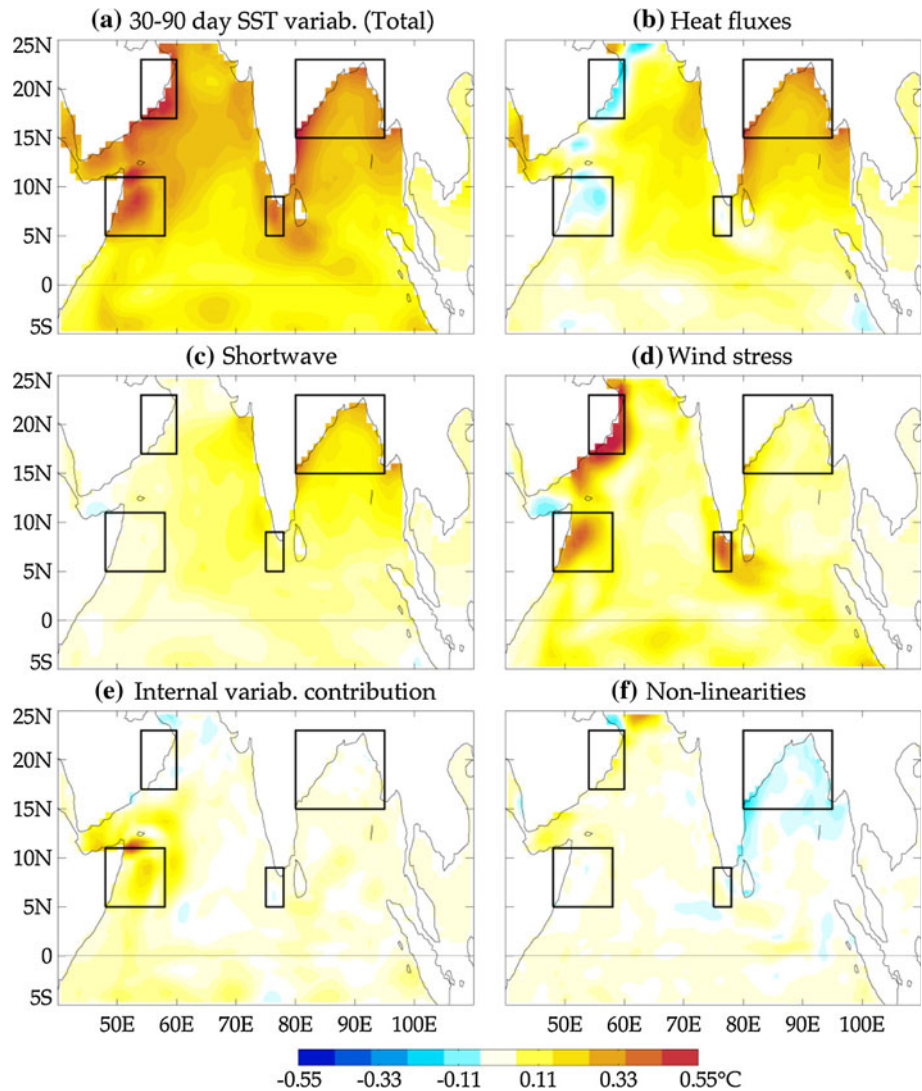 (a) 30-90 day SST variab. (Total)
(b) Heat fluxes
25N
20N
15N
10N
5N
0
5S
(c) Shortwave
(d) Wind stress
25N
20N
15N
10N
5N
0
5S
(e) Internal variab. contribution
(f) Non-linearities
25N
20N
15N
10N
5N
0
5S
50E 60E 70E 80E 90E 100E
50E 60E 70E 80E 90E 100E
-0.55 -0.33 -0.11 0.11 0.33 0.55°C